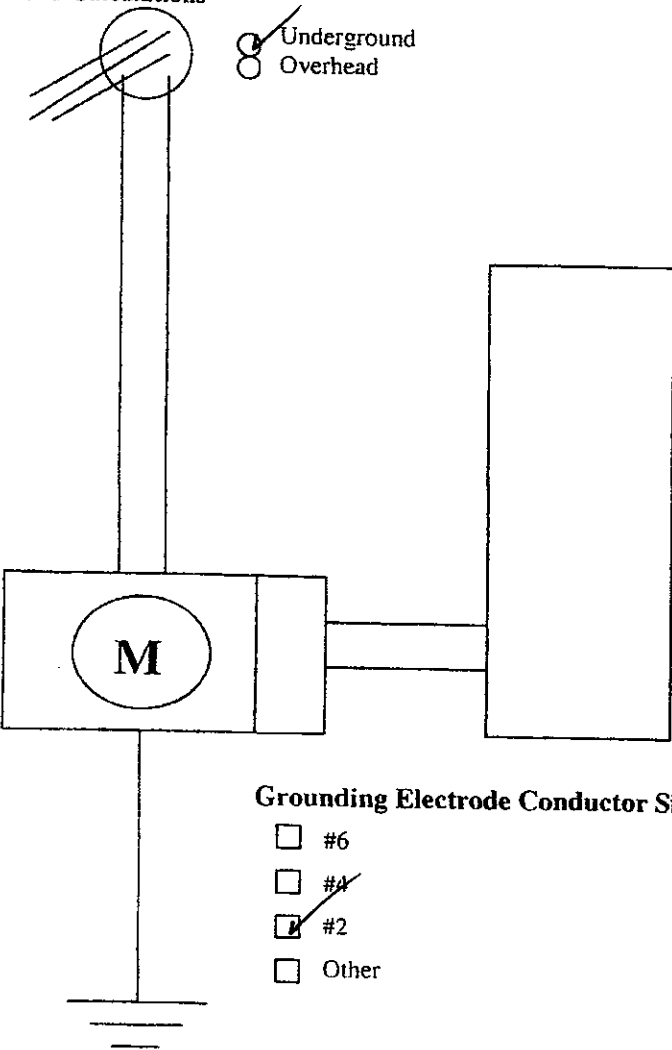 Underground
Overhead
M
Grounding Electrode Conductor
#6
#4
#2
Other